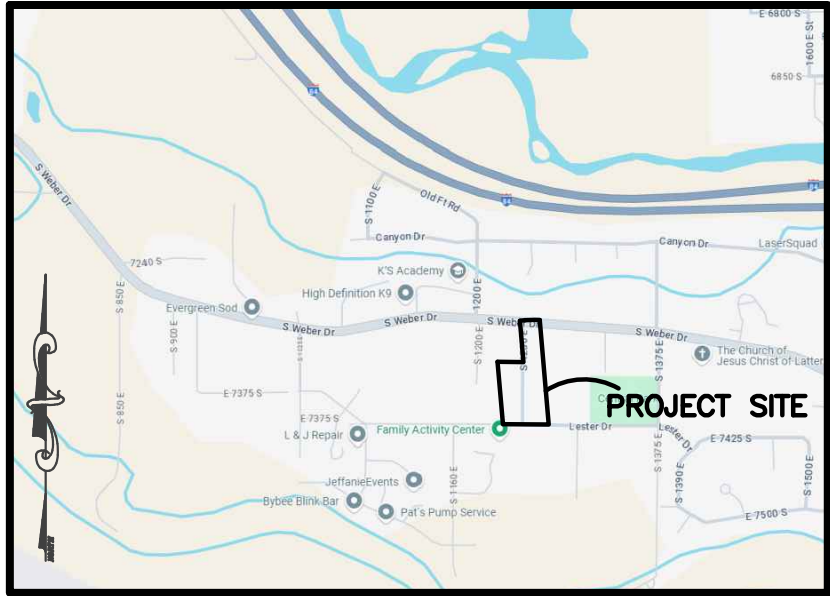 E 6800 S
1600 E St
6850 S
84
S Weber Dr
S 1100 E
Old Ft Rd
84
84
Canyon Dr
Canyon Dr
LaserSquad
7240 S
K'S Academy
High Definition K9
1200 E
S 850 E
Evergreen Sod
S Weber Dr
S Weber Dr
S Weber Dr
S Weber Dr
S 900 E
S 1200 E
S 1375 E
The Church of
Jesus Christ of Latter
E 7375 S
PROJECT SITE
S 850 E
E 7375 S
L & J Repair
Family Activity Center
Lester Dr
Lester Dr
E 7425 S
S 1375 E
S 1390 E
S 1500 E
S 1160 E
JeffanieEvents
Bybee Blink Bar
Pat's Pump Service
E 7500 S